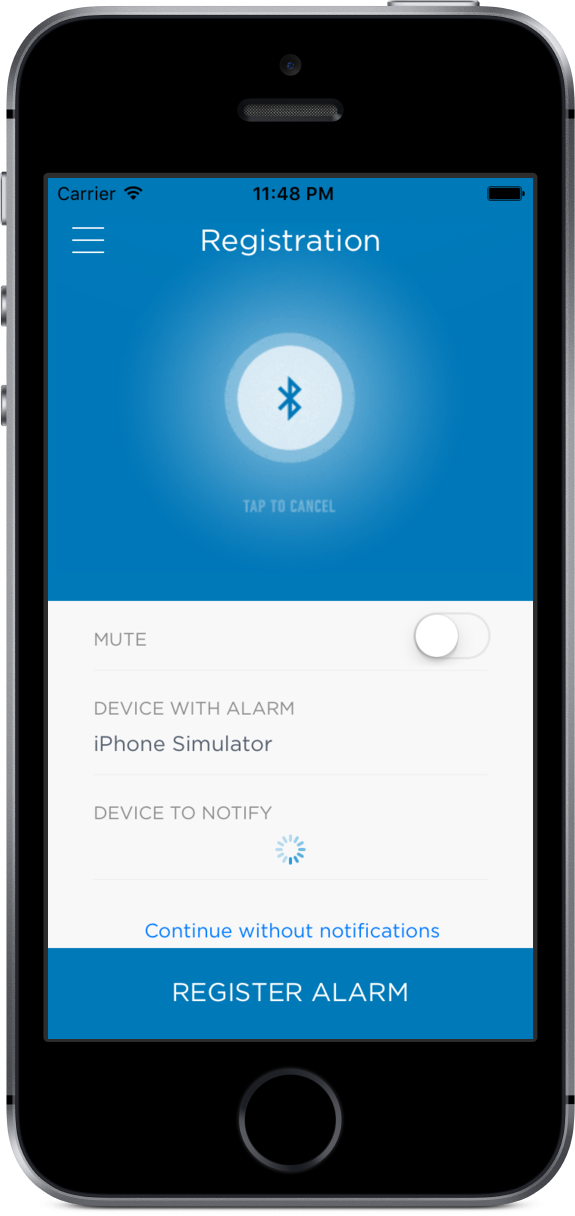 Carrier 11:48 PM
Registration
TAP TO CANCEL
MUTE
DEVICE WITH ALARM
iPhone Simulator
DEVICE TO NOTIFY
Continue without notifications
REGISTER ALARM